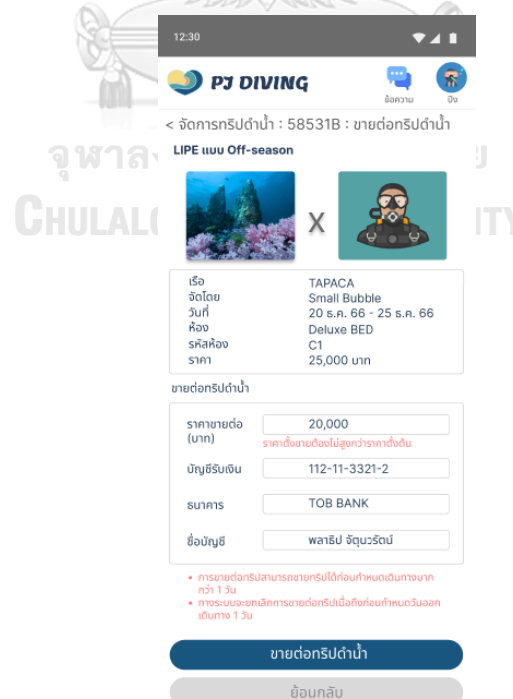 12:30
PJ DIVING
ข้อความ
ปิง
< จัดการทริปดำน้ำ : 58531B : ขายต่อทริปดำน้ำ
LIPE แบบ Off-season
จุฬาล
CHULAL
ITY
X
เรือ TAPACA
จัดโดย Small Bubble
วันที่ 20 ธ.ค. 66 - 25 ธ.ค. 66
ห้อง Deluxe BED
รหัสห้อง C1
ราคา 25,000 บาท
ขายต่อทริปดำน้ำ
ราคาขายต่อ 20,000
(บาท) ราคาตั้งขายต้องไม่สูงกว่าราคาตั้งต้น
บัญชีรับเงิน 112-11-3321-2
ธนาคาร TOB BANK
ชื่อบัญชี พลาธิป จัตุนวรัตน์
• การขายต่อทริปสามารถขายทริปได้ก่อนกำหนดเดินทางมาก
กว่า 1 วัน
• ทางระบบจะยกเลิกการขายต่อทริปเมื่อถึงก่อนกำหนดวันออก
เดินทาง 1 วัน
ขายต่อทริปดำน้ำ
ย้อนกลับ